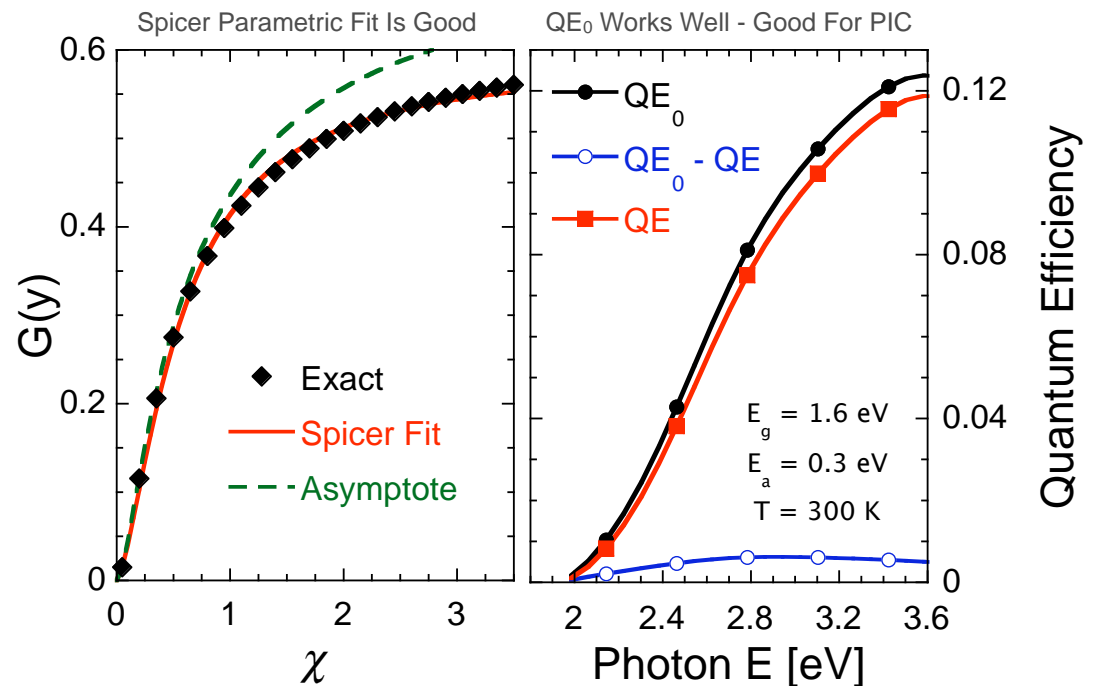 Spicer Parametric Fit Is Good
G(y)
0.6
0.4
0.2
0
Exact
Spicer Fit
Asymptote
0 1 2 3
χ
QE₀ Works Well - Good For PIC
QE₀
QE₀ - QE
QE
E_g = 1.6 eV
E_a = 0.3 eV
T = 300 K
0.12
0.08
0.04
0
Quantum Efficiency
2 2.4 2.8 3.2 3.6
Photon E [eV]